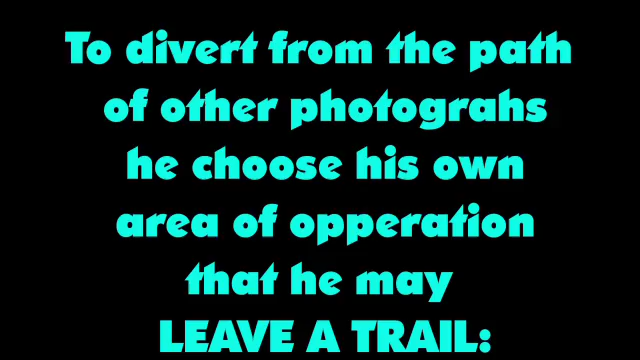 To divert from the path
of other photograhs
he choose his own
area of opperation
that he may
LEAVE A TRAIL: